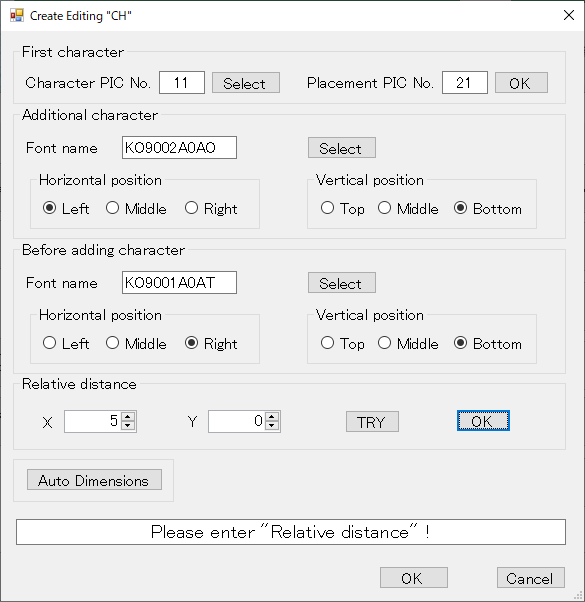 Create Editing "CH"
First character
Character PIC No. 11 Select Placement PIC No. 21 OK
Additional character
Font name KO9002A0AO Select
Horizontal position Vertical position
Left Middle Right Top Middle Bottom
Before adding character
Font name KO9001A0AT Select
Horizontal position Vertical position
Left Middle Right Top Middle Bottom
Relative distance
X 5 Y 0 TRY OK
Auto Dimensions
Please enter "Relative distance" !
OK Cancel